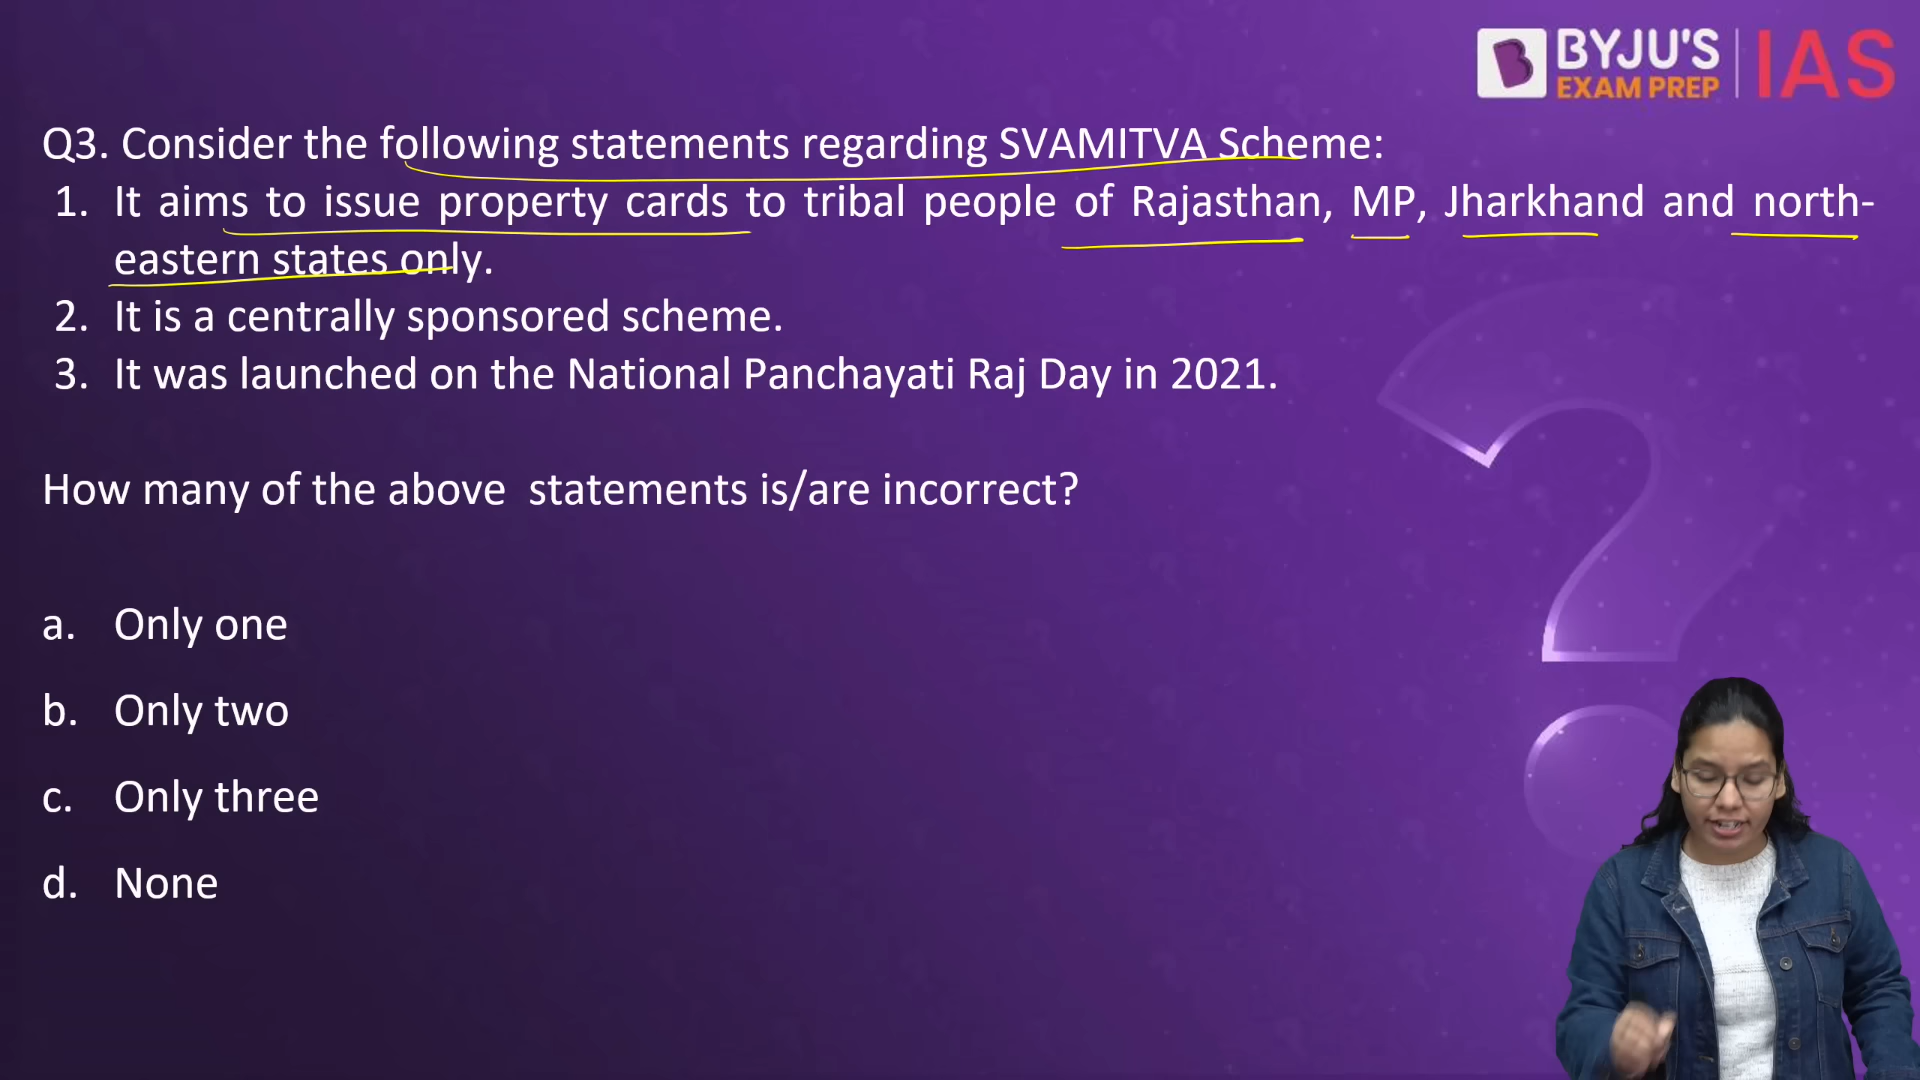 BYJU'S
EXAM PREP
IAS
Q3. Consider the following statements regarding SVAMITVA Scheme:
1. It aims to issue property cards to tribal people of Rajasthan, MP, Jharkhand and north-
eastern states only.
2. It is a centrally sponsored scheme.
3. It was launched on the National Panchayati Raj Day in 2021.
How many of the above statements is/are incorrect?
a. Only one
b. Only two
c. Only three
d. None